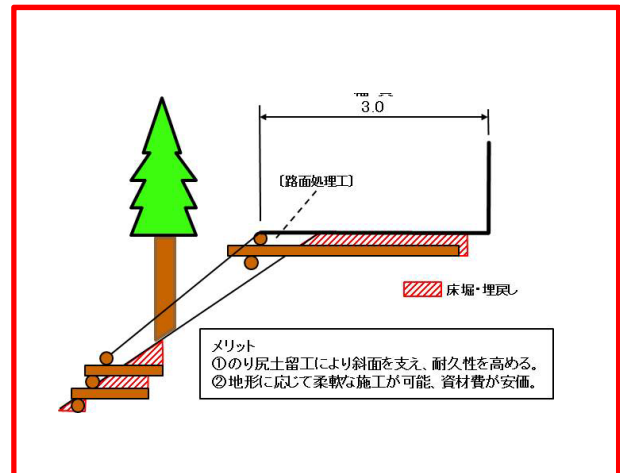 3.0
〔路面処理工〕
床堀・埋戻し
メリット
①のり尻土留工により斜面を支え、耐久性を高める。
②地形に応じて柔軟な施工が可能、資材費が安価。